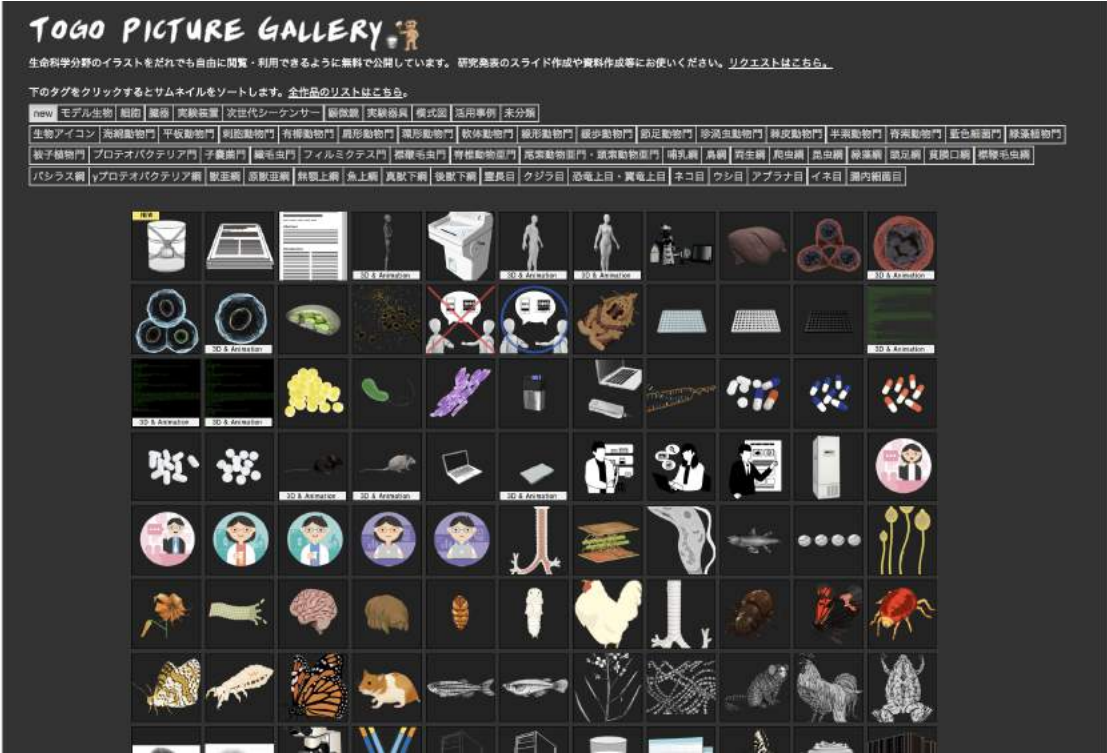 TOGO PICTURE GALLERY
生命科学分野のイラストをだれでも自由に閲覧・利用できるように無料で公開しています。 研究発表のスライド作成や資料作成等にお使いください。リクエストはこちら。
下のタグをクリックするとサムネイルをソートします。全作品のリストはこちら。
new モデル生物 細胞 臓器 実験装置 次世代シーケンサー 顕微鏡 実験器具 模式図 活用事例 未分類
生物アイコン 海綿動物門 平板動物門 刺胞動物門 有櫛動物門 扁形動物門 環形動物門 軟体動物門 線形動物門 緩歩動物門 節足動物門 珍渦虫動物門 棘皮動物門 半索動物門 脊索動物門 藍色細菌門 緑藻植物門
被子植物門 プロテオバクテリア門 子嚢菌門 繊毛虫門 フィルミクテス門 襟鞭毛虫門 脊椎動物亜門 尾索動物亜門・頭索動物亜門 哺乳綱 鳥綱 両生綱 爬虫綱 昆虫綱 緑藻綱 頭足綱 貧膜口綱 襟鞭毛虫綱
バシラス綱 γプロテオバクテリア綱 獣亜綱 原獣亜綱 無顎上綱 魚上綱 真獣下綱 後獣下綱 霊長目 クジラ目 恐竜上目・翼竜上目 ネコ目 ウシ目 アブラナ目 イネ目 腸内細菌目
NEW
3D & Animation 3D & Animation 3D & Animation 3D & Animation
3D & Animation 3D & Animation
3D & Animation 3D & Animation
3D & Animation 3D & Animation 3D & Animation